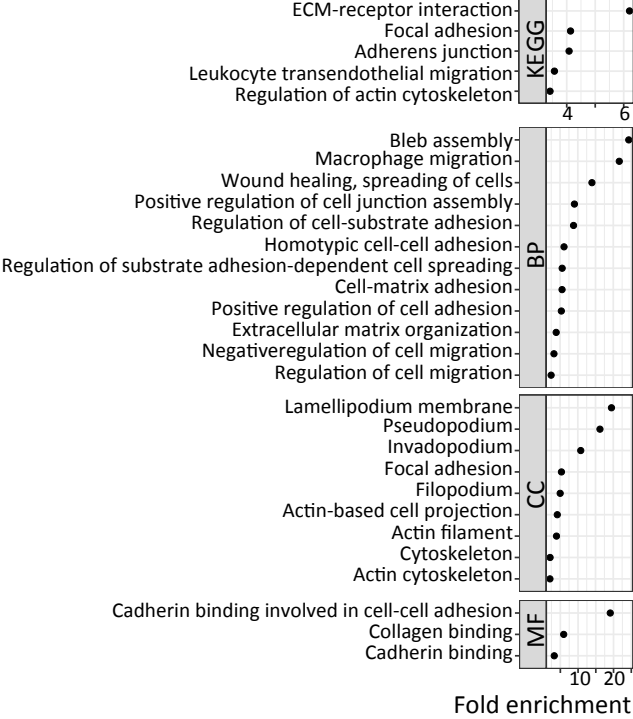 ECM-receptor interaction
Focal adhesion
Adherens junction
Leukocyte transendothelial migration
Regulation of actin cytoskeleton
KEGG
4 6
Bleb assembly
Macrophage migration
Wound healing, spreading of cells
Positive regulation of cell junction assembly
Regulation of cell-substrate adhesion
Homotypic cell-cell adhesion
Regulation of substrate adhesion-dependent cell spreading
Cell-matrix adhesion
Positive regulation of cell adhesion
Extracellular matrix organization
Negativeregulation of cell migration
Regulation of cell migration
BP
Lamellipodium membrane
Pseudopodium
Invadopodium
Focal adhesion
Filopodium
Actin-based cell projection
Actin filament
Cytoskeleton
Actin cytoskeleton
CC
Cadherin binding involved in cell-cell adhesion
Collagen binding
Cadherin binding
MF
10 20
Fold enrichment